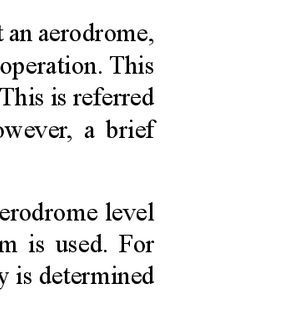 t an aerodrome,
operation. This
This is referred
owever, a brief
erodrome level
m is used. For
y is determined